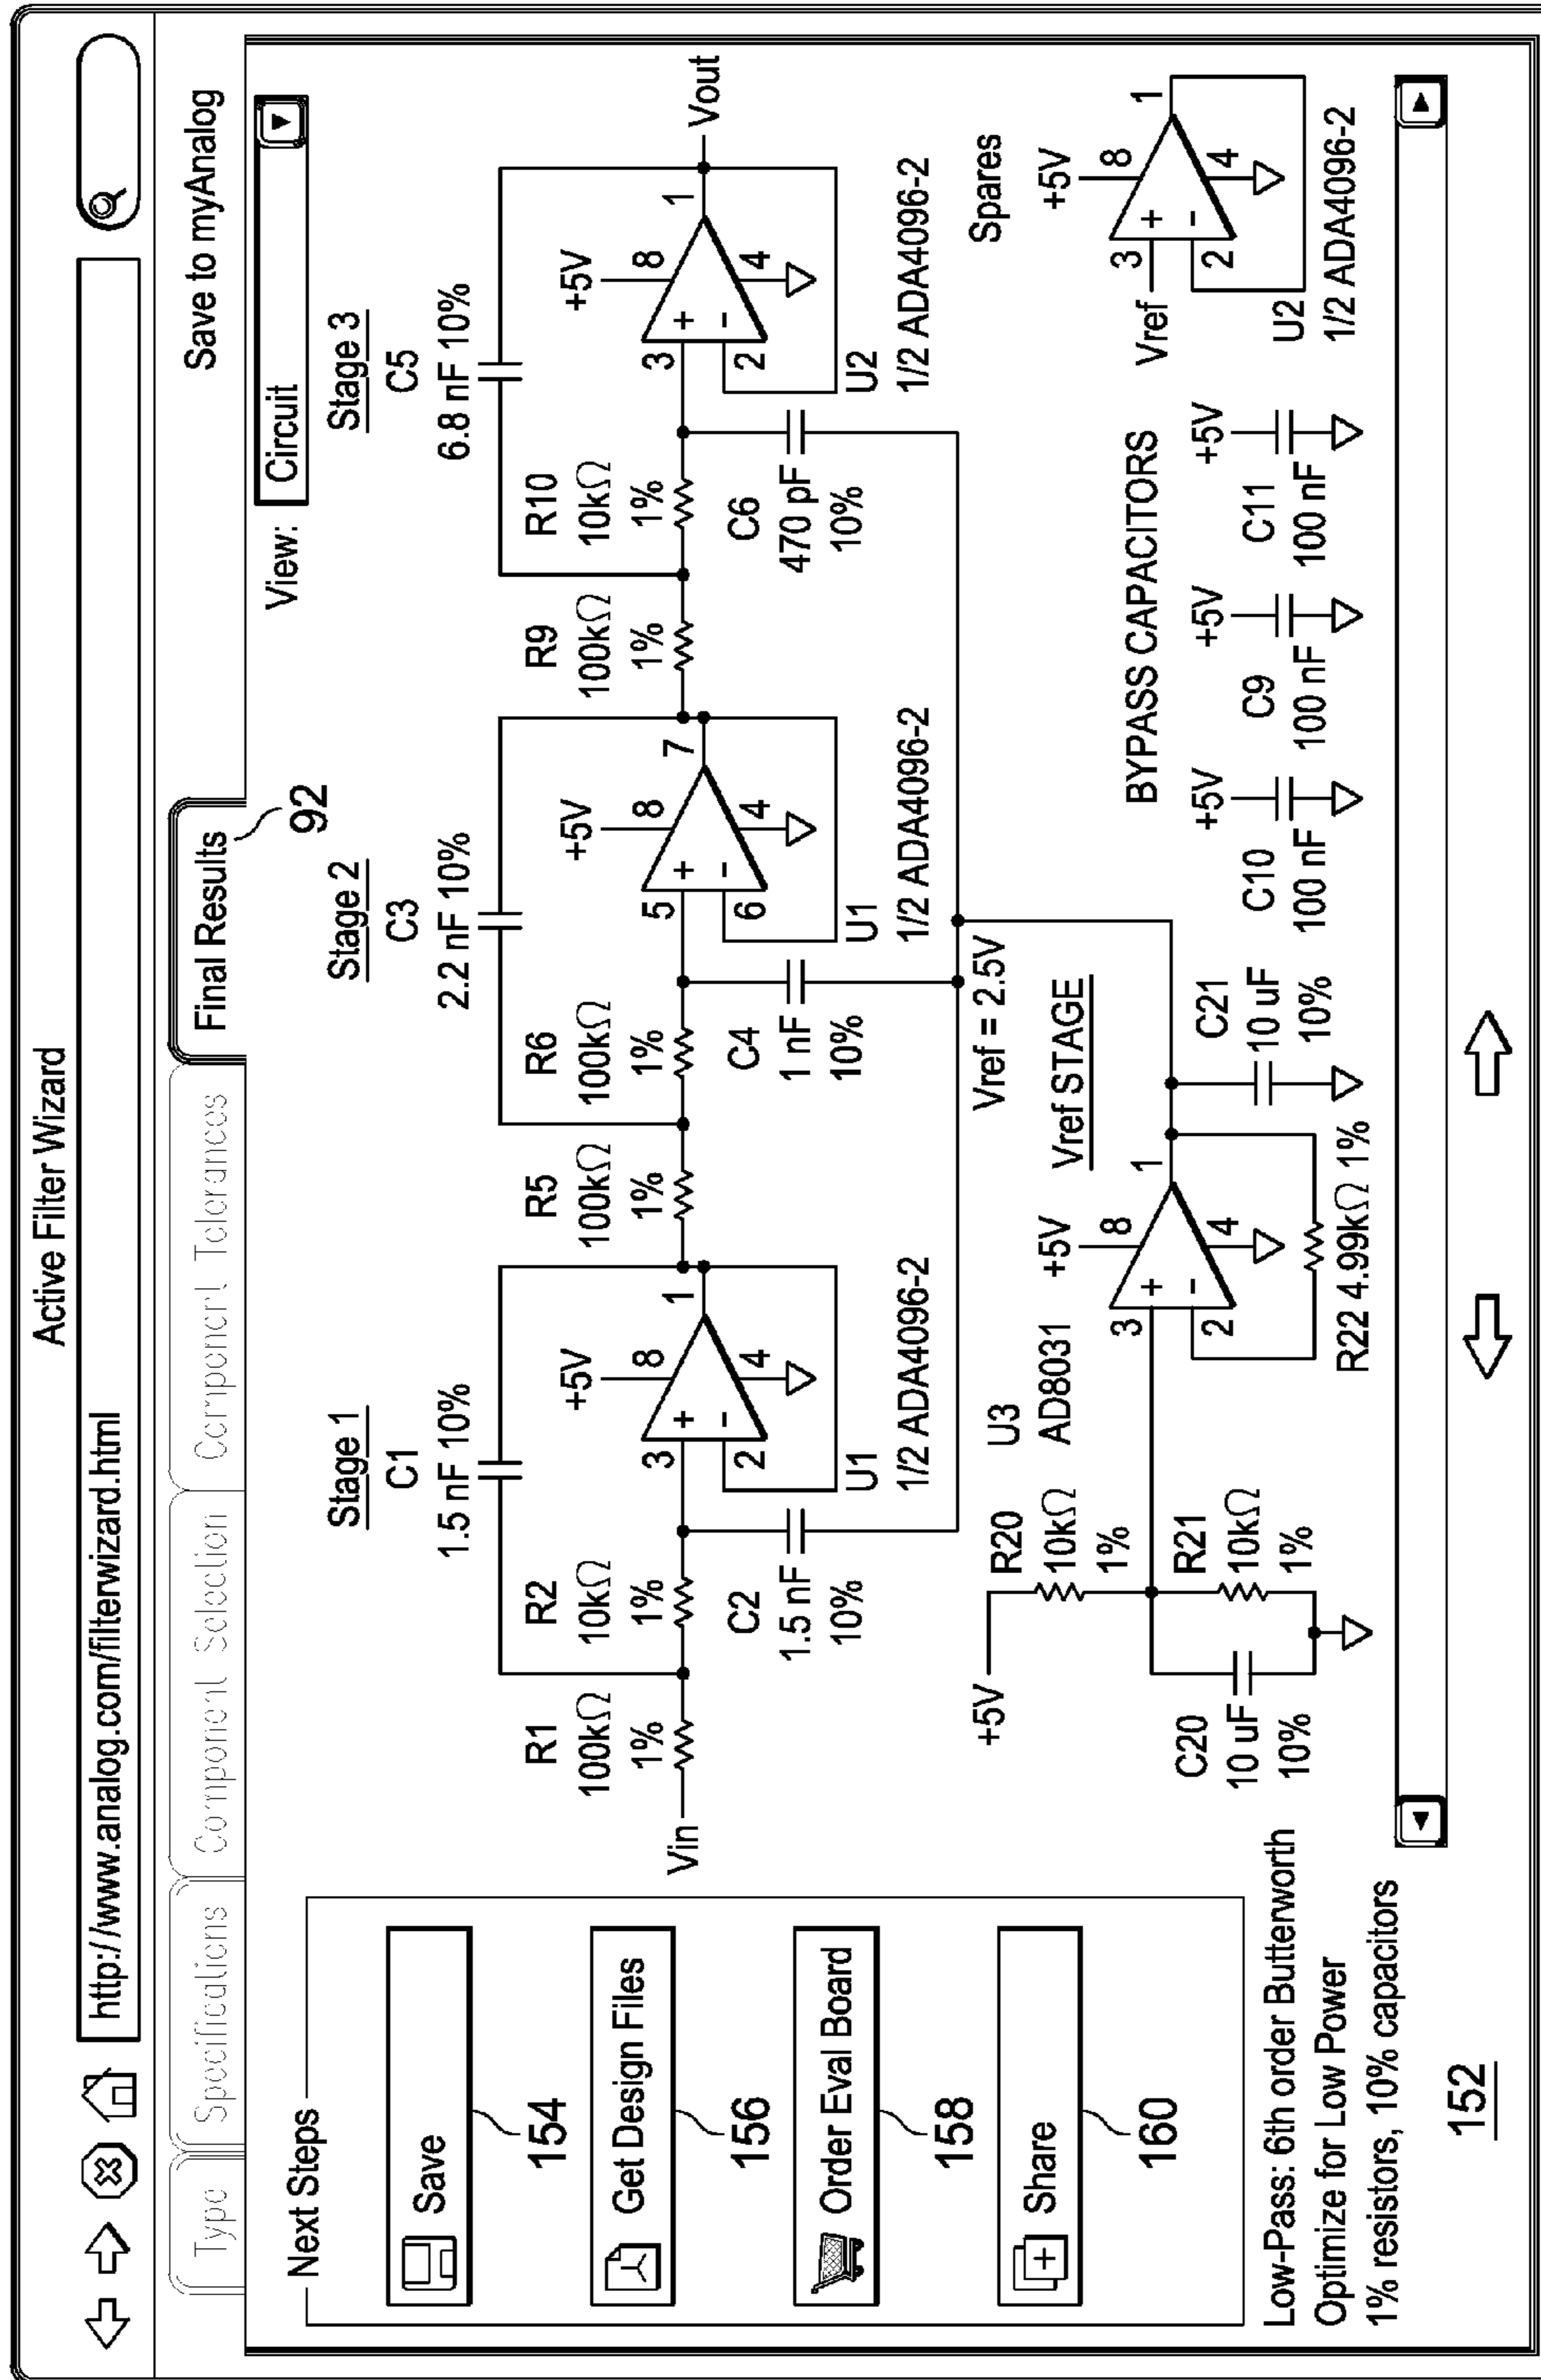 Active Filter Wizard
http://www.analog.com/filterwizard.html
Type
Specifications
Component Selection
Component Tolerances
Final Results
92
Save to myAnalog
Next Steps
Save
154
Get Design Files
156
Order Eval Board
158
Share
160
Low-Pass: 6th order Butterworth
Optimize for Low Power
1% resistors, 10% capacitors
152
View:
Circuit
Stage 1
C1
1.5 nF 10%
Vin
R1
100kΩ
1%
R2
10kΩ
1%
C2
1.5 nF
10%
+5V
3
+
8
1
2
-
4
U1
1/2 ADA4096-2
Stage 2
C3
2.2 nF 10%
R5
100kΩ
1%
R6
100kΩ
1%
C4
1 nF
10%
+5V
5
+
8
7
6
-
4
U1
1/2 ADA4096-2
Stage 3
C5
6.8 nF 10%
R9
100kΩ
1%
R10
10kΩ
1%
C6
470 pF
10%
+5V
3
+
8
1
2
-
4
U2
1/2 ADA4096-2
Vout
Vref = 2.5V
Vref STAGE
+5V
R20
10kΩ
1%
R21
10kΩ
1%
C20
10 uF
10%
U3
AD8031
+5V
3
+
8
1
2
-
4
R22 4.99kΩ 1%
C21
10 uF
10%
BYPASS CAPACITORS
+5V
C10
100 nF
+5V
C9
100 nF
+5V
C11
100 nF
Spares
+5V
Vref
3
+
8
1
2
-
4
U2
1/2 ADA4096-2